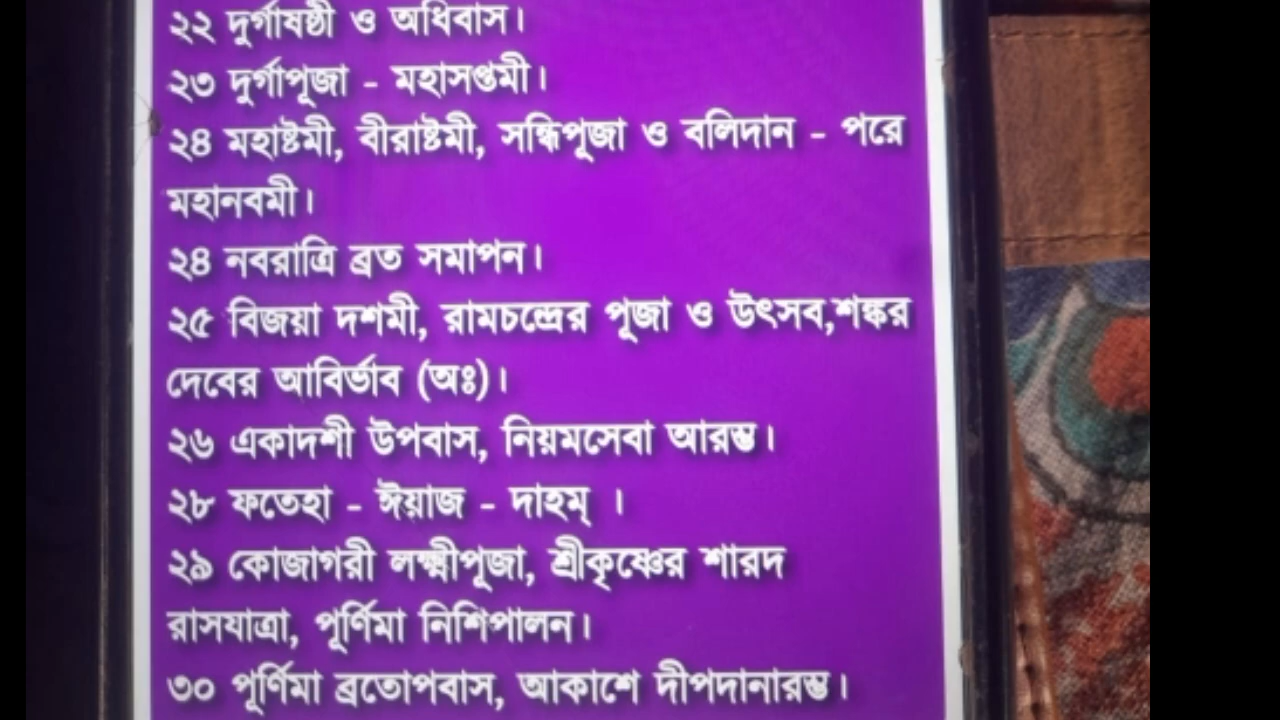 ২২ দুর্গাষষ্ঠী ও অধিবাস।
২৩ দুর্গাপূজা - মহাসপ্তমী।
২৪ মহাষ্টমী, বীরাষ্টমী, সন্ধিপূজা ও বলিদান - পরে
মহানবমী।
২৪ নবরাত্রি ব্রত সমাপন।
২৫ বিজয়া দশমী, রামচন্দ্রের পূজা ও উৎসব,শঙ্কর
দেবের আবির্ভাব (অঃ)।
২৬ একাদশী উপবাস, নিয়মসেবা আরম্ভ।
২৮ ফতেহা - ঈয়াজ - দাহম্ ।
২৯ কোজাগরী লক্ষ্মীপূজা, শ্রীকৃষ্ণের শারদ
রাসযাত্রা, পূর্ণিমা নিশিপালন।
৩০ পূর্ণিমা ব্রতোপবাস, আকাশে দীপদানারম্ভ।